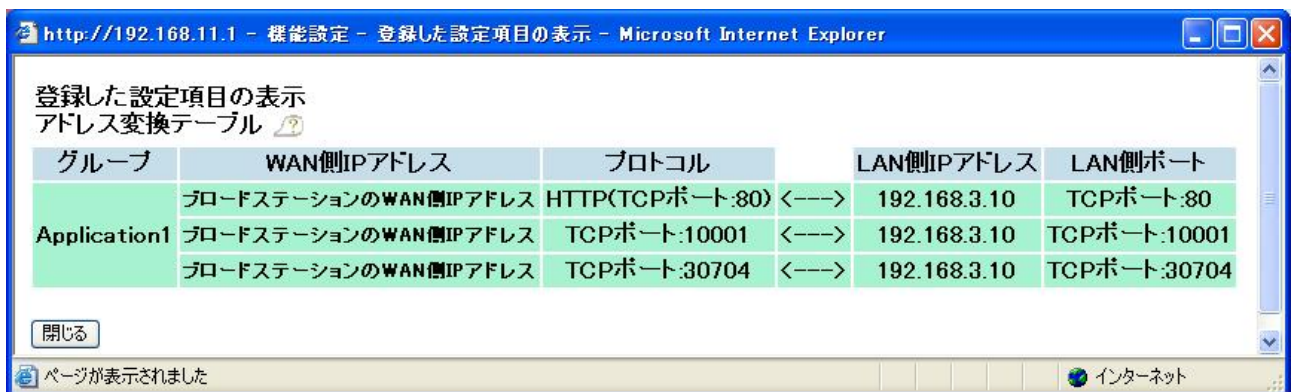 http://192.168.11.1 - 機能設定 - 登録した設定項目の表示 - Microsoft Internet Explorer
登録した設定項目の表示
アドレス変換テーブル
グループ WAN側IPアドレス プロトコル LAN側IPアドレス LAN側ポート
ブロードステーションのWAN側IPアドレス HTTP(TCPポート:80) <---> 192.168.3.10 TCPポート:80
Application1 ブロードステーションのWAN側IPアドレス TCPポート:10001 <---> 192.168.3.10 TCPポート:10001
ブロードステーションのWAN側IPアドレス TCPポート:30704 <---> 192.168.3.10 TCPポート:30704
閉じる
ページが表示されました インターネット